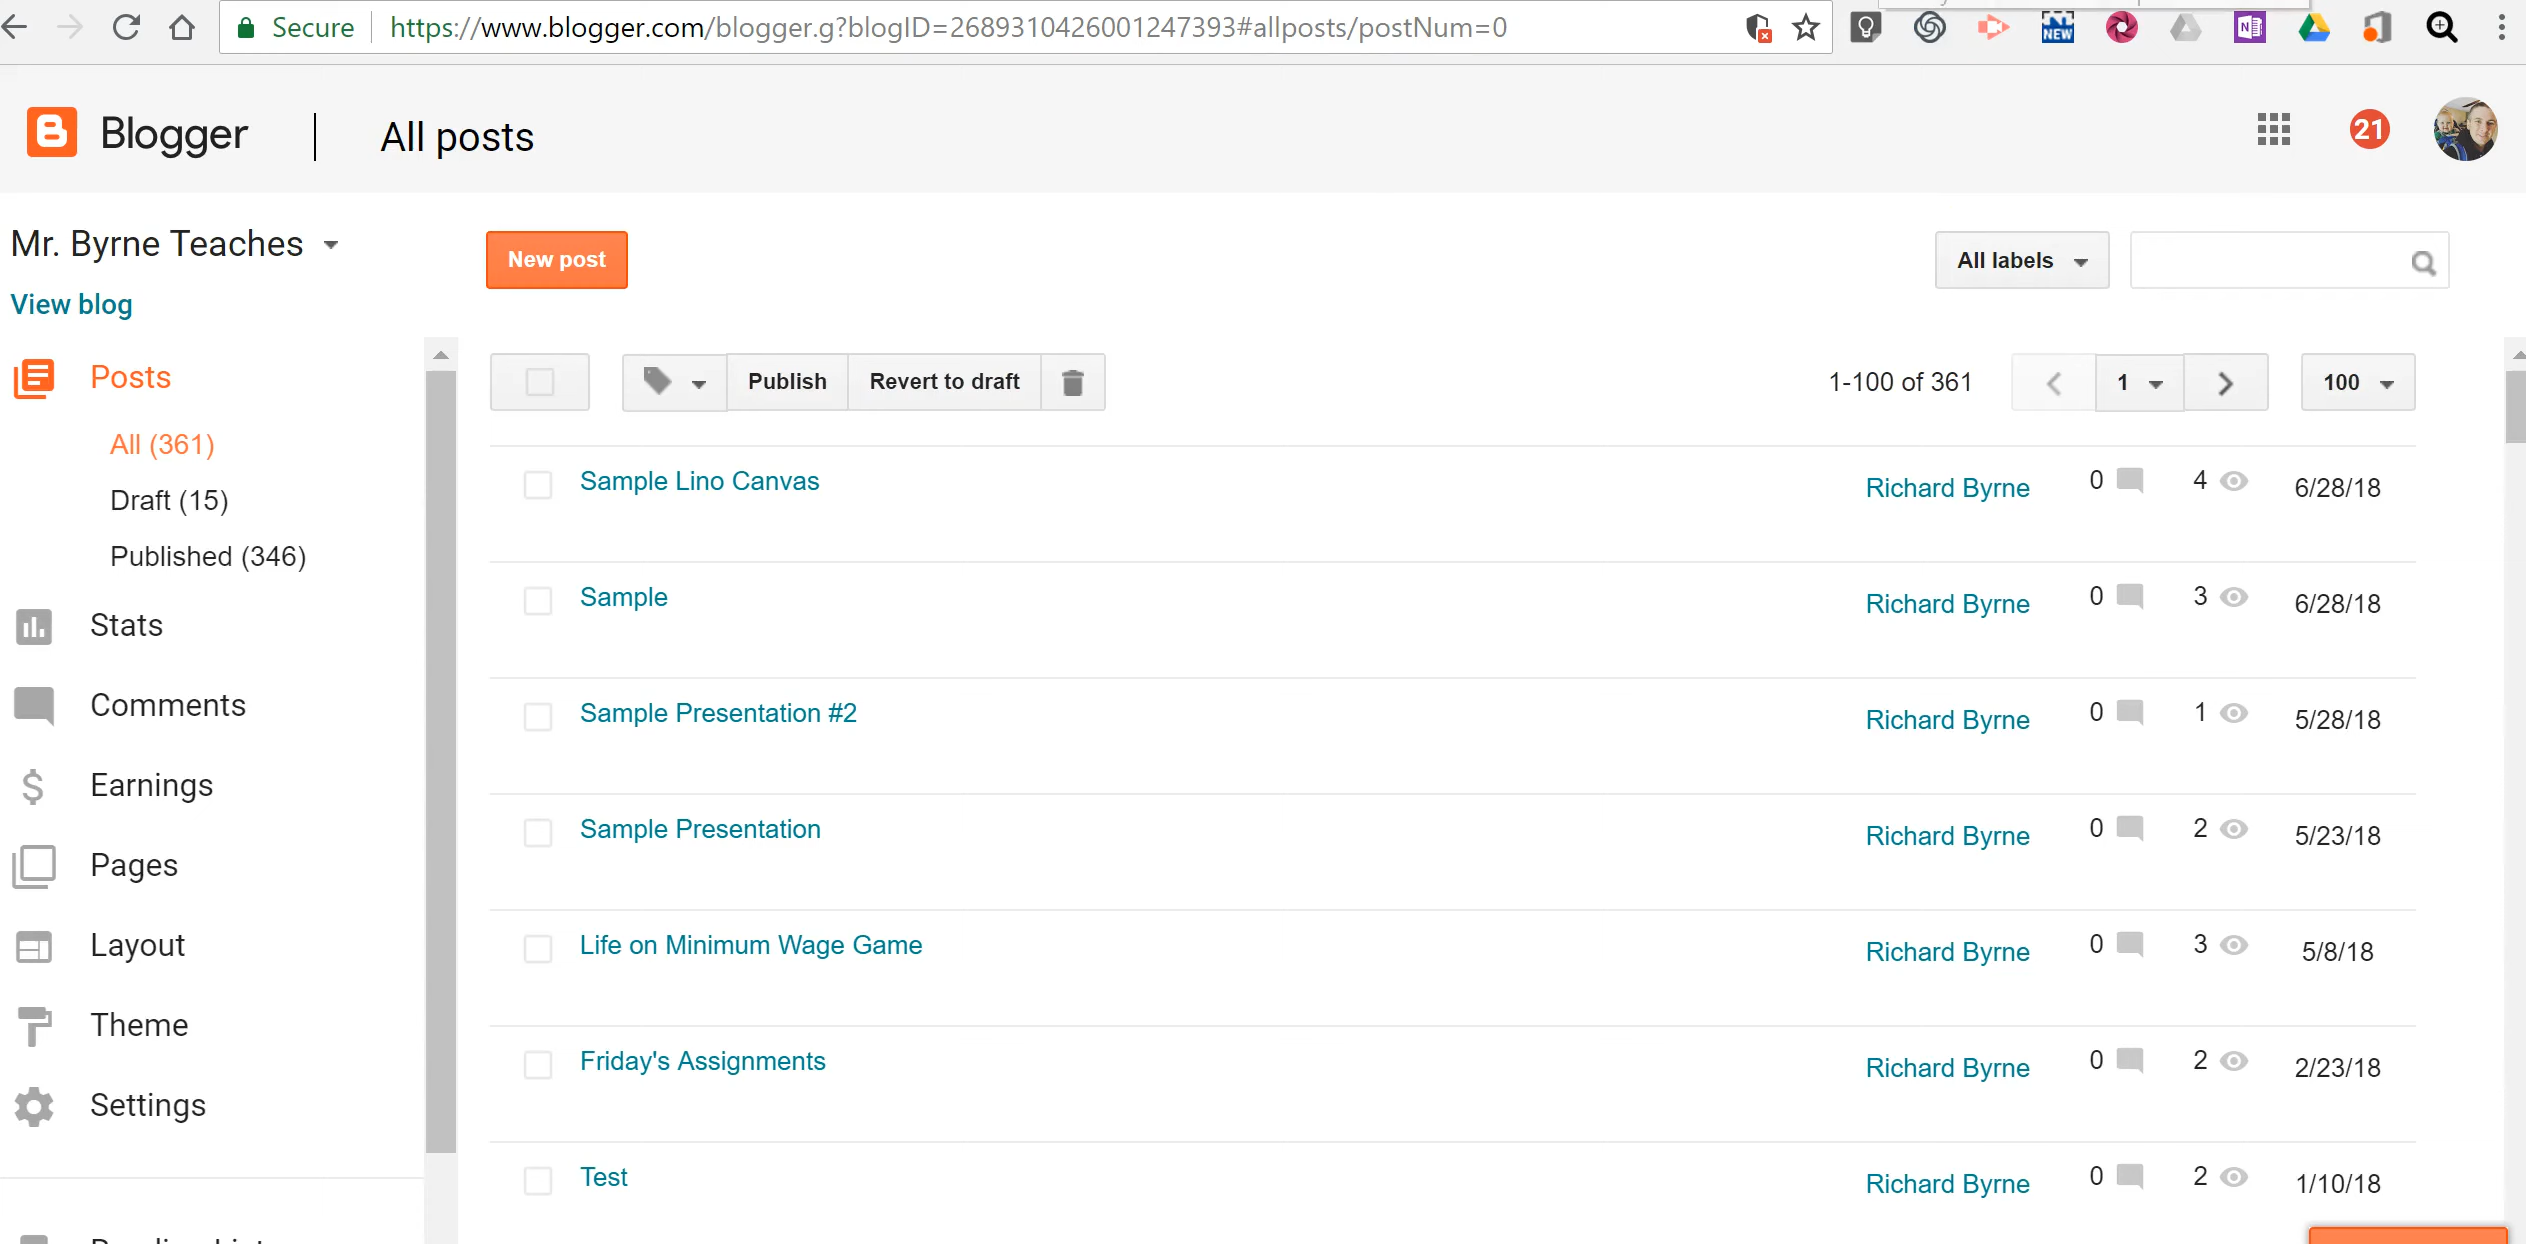 Secure https://www.blogger.com/blogger.g?blogID=2689310426001247393#allposts/postNum=0
NEW
N
Blogger All posts
21
Mr. Byrne Teaches
New post
All labels
View blog
Posts
Publish Revert to draft 1-100 of 361 1 100
All (361)
Draft (15)
Published (346)
Stats
Comments
Earnings
Pages
Layout
Theme
Settings
Sample Lino Canvas Richard Byrne 0 4 6/28/18
Sample Richard Byrne 0 3 6/28/18
Sample Presentation #2 Richard Byrne 0 1 5/28/18
Sample Presentation Richard Byrne 0 2 5/23/18
Life on Minimum Wage Game Richard Byrne 0 3 5/8/18
Friday's Assignments Richard Byrne 0 2 2/23/18
Test Richard Byrne 0 2 1/10/18